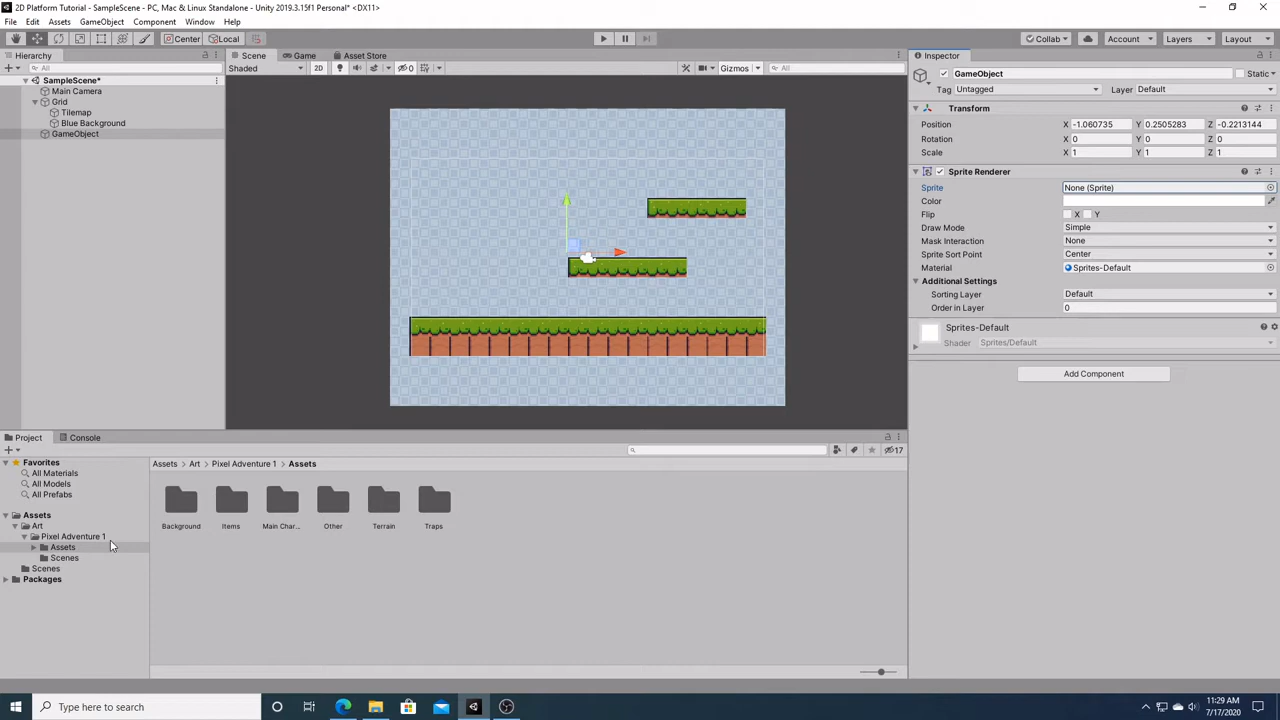 2D Platform Tutorial - SampleScene - PC, Mac & Linux Standalone - Unity 2019.3.15f1 Personal* <DX11>
File Edit Assets GameObject Component Window Help
Center Local Collab Account Layers Layout
Hierarchy Scene Game Asset Store Inspector
All
Shaded 2D 0 Gizmos All
SampleScene*
Main Camera
Grid
Tilemap
Blue Background
GameObject
GameObject Static
Tag Untagged Layer Default
Transform
Position X -1.060735 Y 0.2505283 Z -0.2213144
Rotation X 0 Y 0 Z 0
Scale X 1 Y 1 Z 1
Sprite Renderer
Sprite None (Sprite)
Color
Flip X Y
Draw Mode Simple
Mask Interaction None
Sprite Sort Point Center
Material Sprites-Default
Additional Settings
Sorting Layer Default
Order in Layer 0
Sprites-Default
Shader Sprites/Default
Add Component
Project Console
17
Favorites
All Materials
All Models
All Prefabs
Assets
Art
Pixel Adventure 1
Assets
Scenes
Scenes
Packages
Assets Art Pixel Adventure 1 Assets
Background Items Main Char... Other Terrain Traps
Type here to search
11:29 AM
7/17/2020